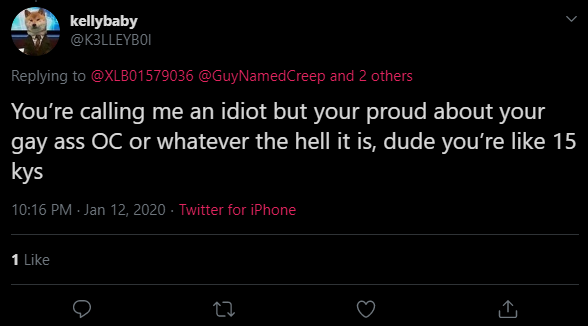 kellybaby
@K3LLEYB0I
Replying to @XLB01579036 @GuyNamedCreep and 2 others
You’re calling me an idiot but your proud about your
gay ass OC or whatever the hell it is, dude you’re like 15
kys
10:16 PM · Jan 12, 2020 · Twitter for iPhone
1 Like